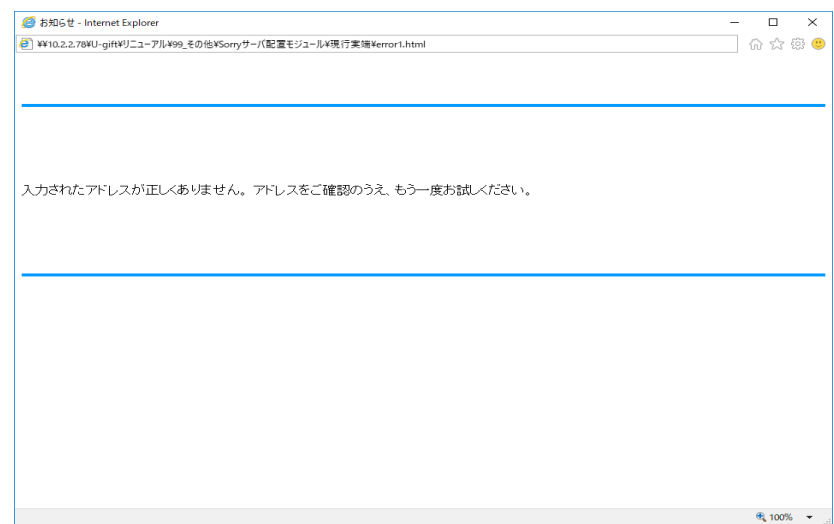 お知らせ - Internet Explorer
¥¥10.2.2.78¥U-gift¥リニューアル¥99_その他¥Sorryサーバ配置モジュール¥現行実端¥error1.html
入力されたアドレスが正しくありません。アドレスをご確認のうえ、もう一度お試しください。
100%